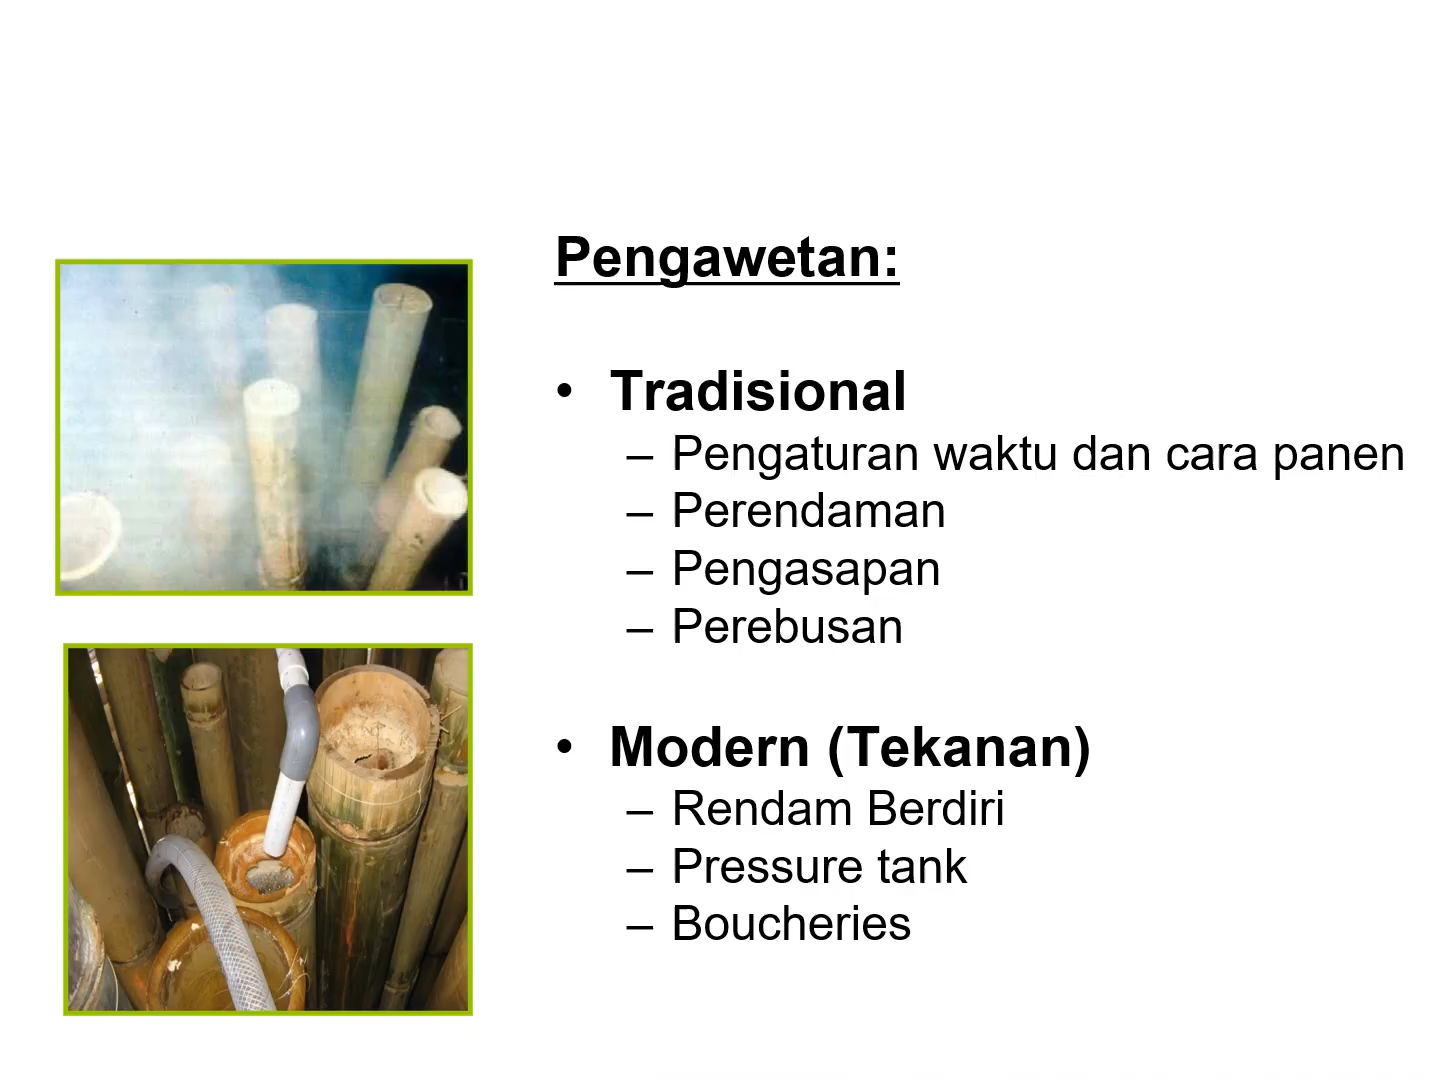 Pengawetan:
• Tradisional
– Pengaturan waktu dan cara panen
– Perendaman
– Pengasapan
– Perebusan
• Modern (Tekanan)
– Rendam Berdiri
– Pressure tank
– Boucheries